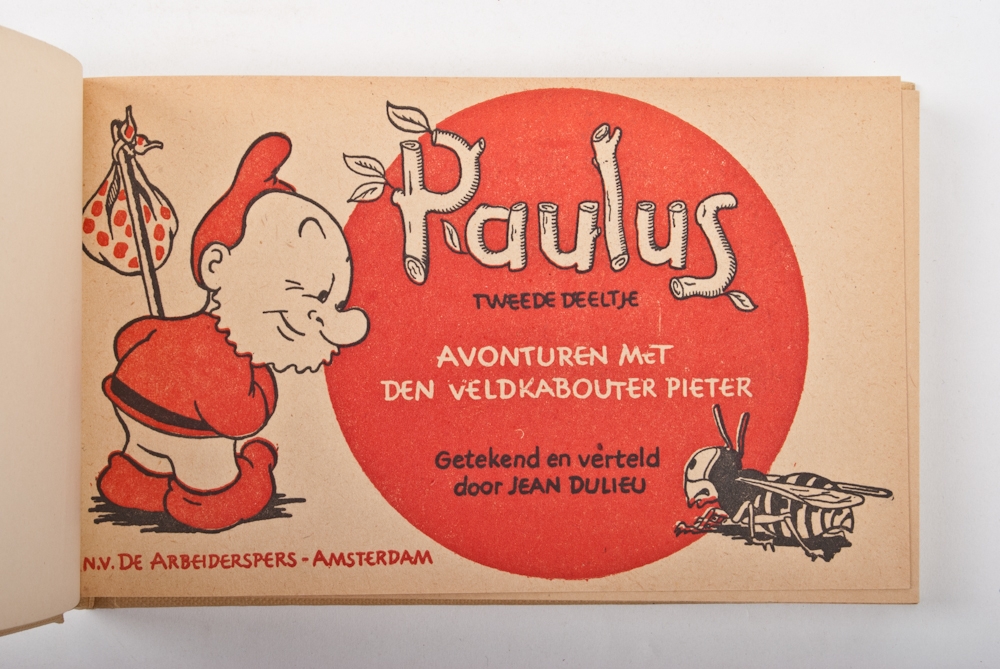 Paulus
TWEEDE DEELTJE
AVONTUREN MET
DEN VELDKABOUTER PIETER
Getekend en verteld
door JEAN DULIEU
N.V. DE ARBEIDERSPERS - AMSTERDAM